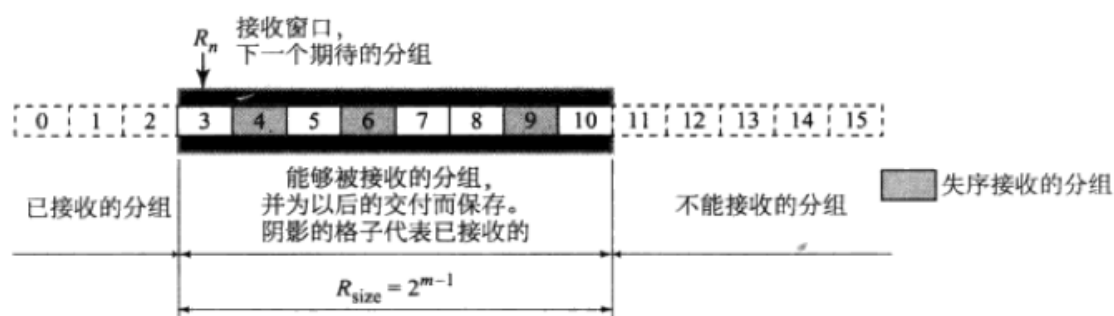 接收窗口，
Rn 下一个期待的分组
0 1 2 3 4 5 6 7 8 9 10 11 12 13 14 15
能够被接收的分组，
已接收的分组 并为以后的交付而保存。 不能接收的分组 失序接收的分组
阴影的格子代表已接收的
Rsize = 2^m−1